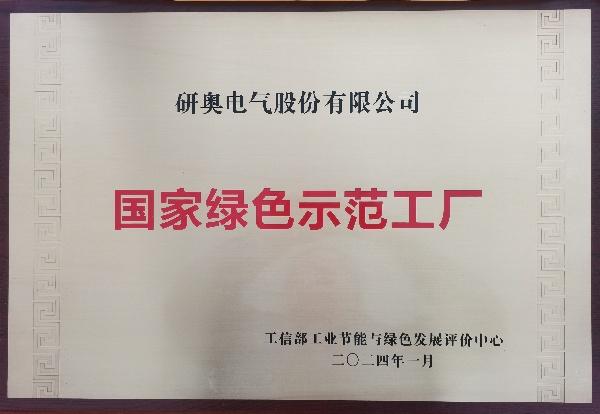 研奥电气股份有限公司
国家绿色示范工厂
工信部工业节能与绿色发展评价中心
二〇二四年一月